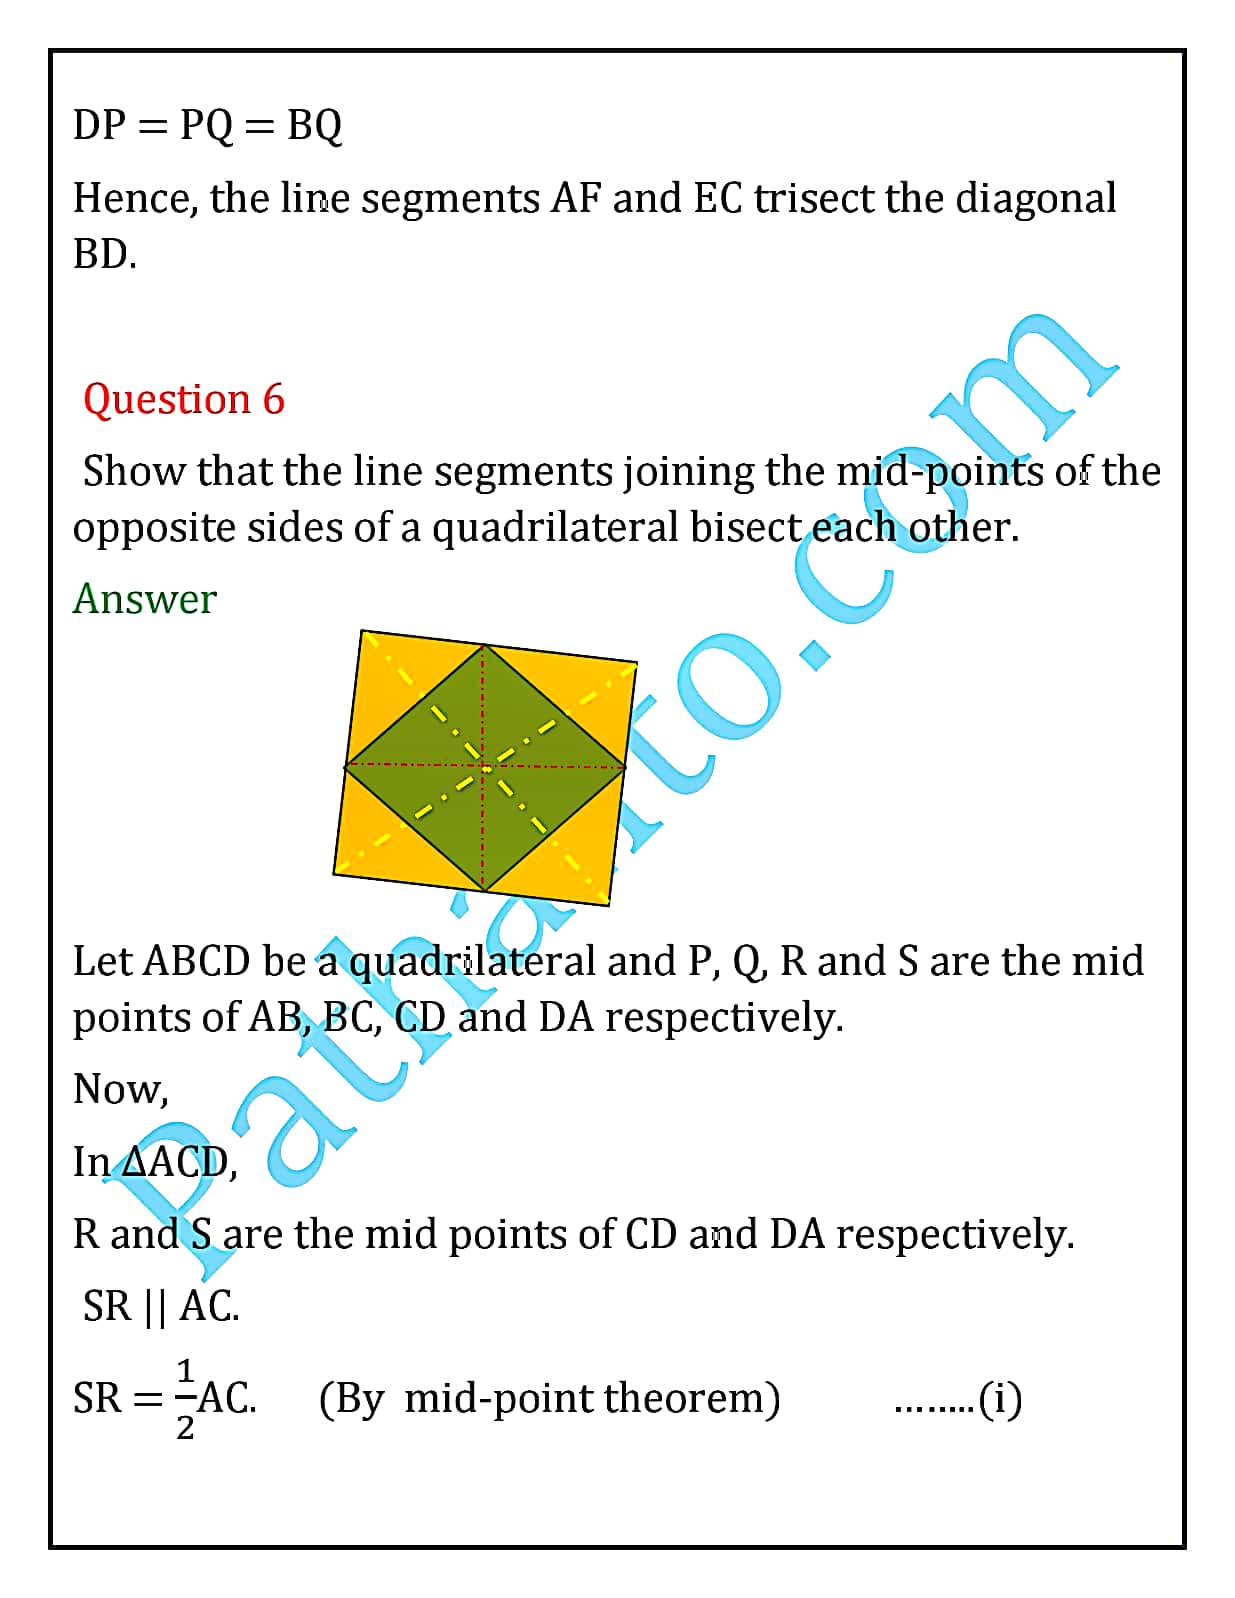 DP = PQ = BQ
Hence, the line segments AF and EC trisect the diagonal
BD.
Question 6
Show that the line segments joining the mid-points of the
opposite sides of a quadrilateral bisect each other.
Answer
Let ABCD be a quadrilateral and P, Q, R and S are the mid
points of AB, BC, CD and DA respectively.
Now,
In ΔACD,
R and S are the mid points of CD and DA respectively.
SR || AC.
SR = 1/2 AC. (By mid-point theorem) ........(i)